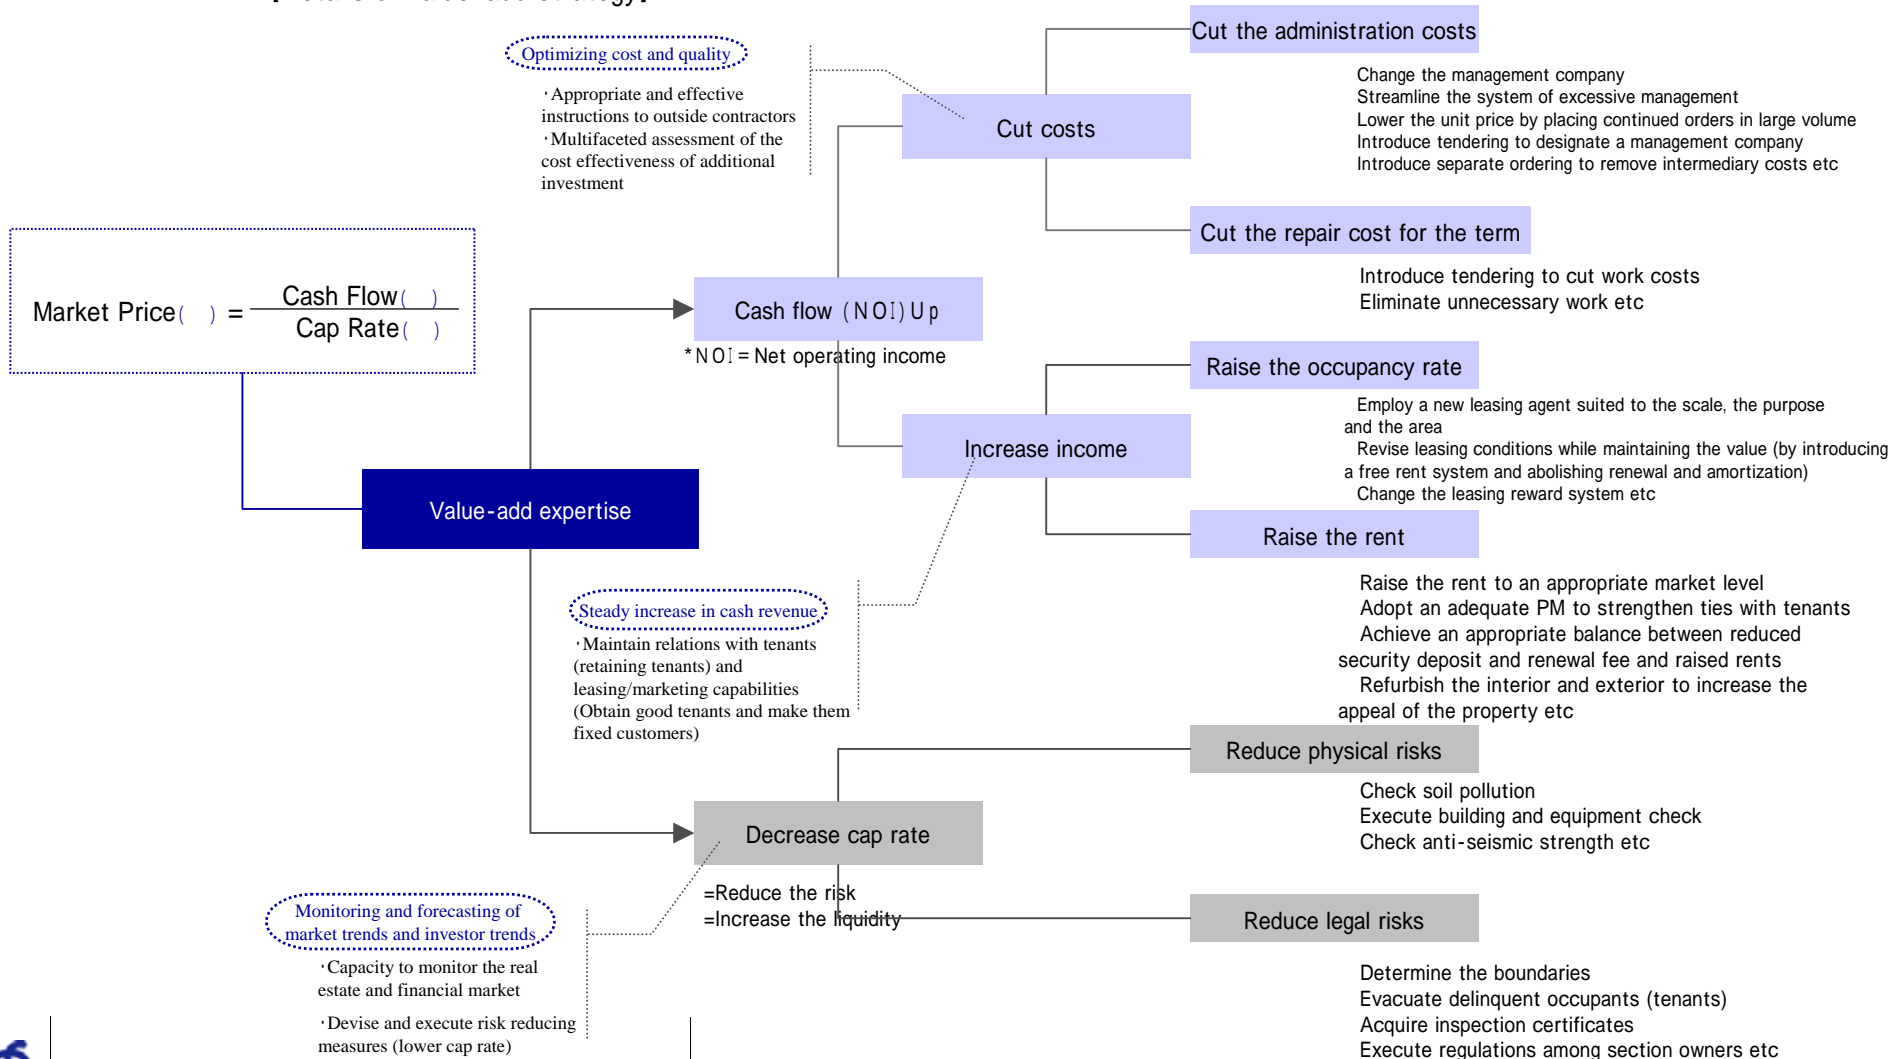 Optimizing cost and quality
·Appropriate and effective
instructions to outside contractors
·Multifaceted assessment of the
cost effectiveness of additional
investment
Market Price( ) =
Cash Flow( )
Cap Rate( )
Value-add expertise
Cash flow (NOI)Up
*NOI=Net operating income
Cut costs
Cut the administration costs
Change the management company
Streamline the system of excessive management
Lower the unit price by placing continued orders in large volume
Introduce tendering to designate a management company
Introduce separate ordering to remove intermediary costs etc
Cut the repair cost for the term
Introduce tendering to cut work costs
Eliminate unnecessary work etc
Increase income
Raise the occupancy rate
Employ a new leasing agent suited to the scale, the purpose
and the area
Revise leasing conditions while maintaining the value (by introducing
a free rent system and abolishing renewal and amortization)
Change the leasing reward system etc
Raise the rent
Raise the rent to an appropriate market level
Adopt an adequate PM to strengthen ties with tenants
Achieve an appropriate balance between reduced
security deposit and renewal fee and raised rents
Refurbish the interior and exterior to increase the
appeal of the property etc
Steady increase in cash revenue
·Maintain relations with tenants
(retaining tenants) and
leasing/marketing capabilities
(Obtain good tenants and make them
fixed customers)
Decrease cap rate
=Reduce the risk
=Increase the liquidity
Reduce physical risks
Check soil pollution
Execute building and equipment check
Check anti-seismic strength etc
Reduce legal risks
Determine the boundaries
Evacuate delinquent occupants (tenants)
Acquire inspection certificates
Execute regulations among section owners etc
Monitoring and forecasting of
market trends and investor trends
·Capacity to monitor the real
estate and financial market
·Devise and execute risk reducing
measures (lower cap rate)